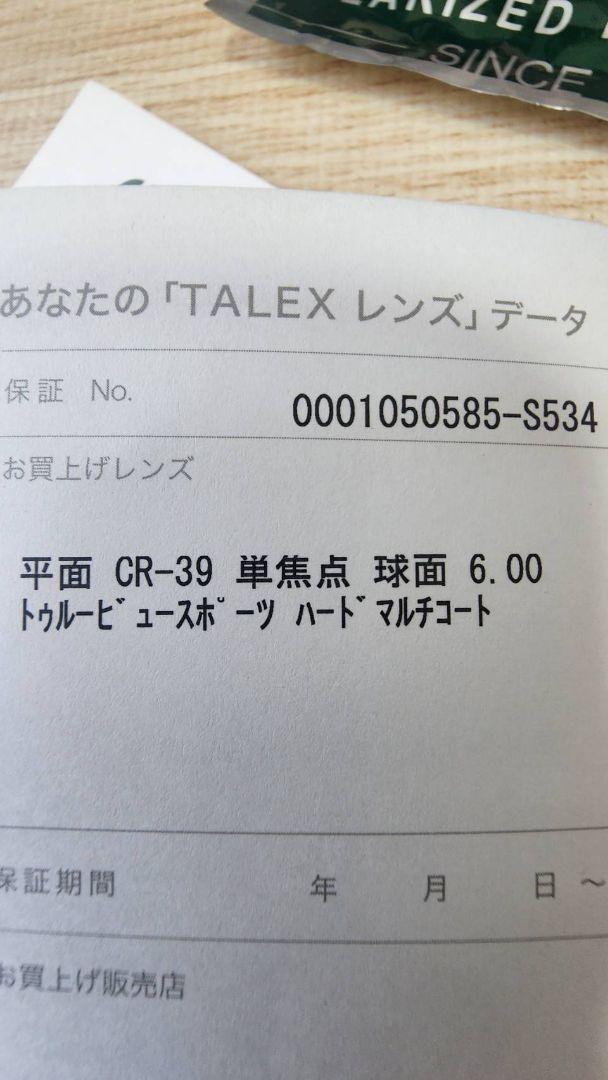 ARIZED
SINCE
あなたの「TALEX レンズ」データ
保証 No.
0001050585-S534
お買上げレンズ
平面 CR-39 単焦点 球面 6.00
トゥルービュースポーツ ハードマルチコート
保証期間 年 月 日 ～
お買上げ販売店